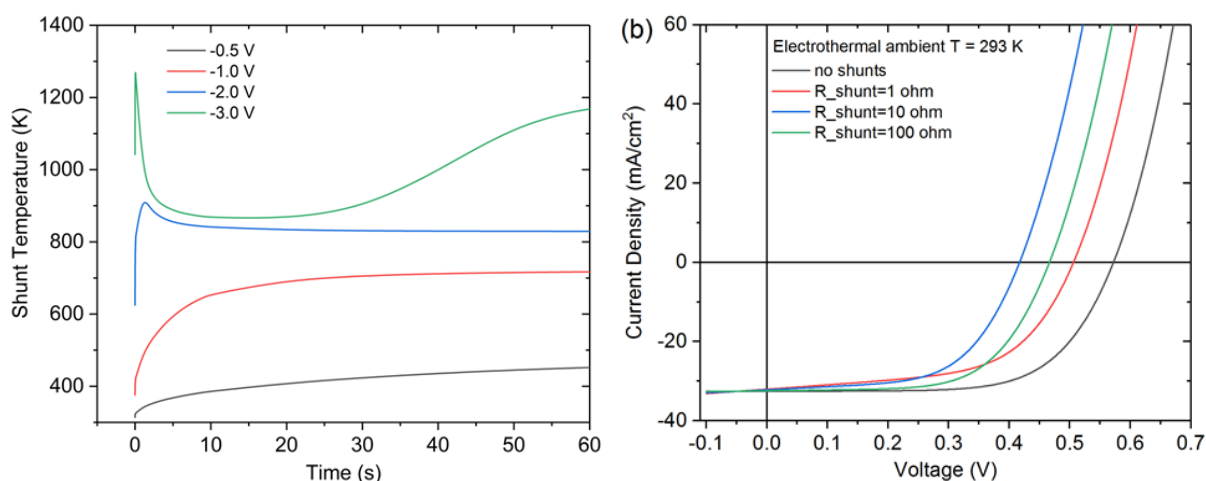 1400
1200
1000
800
600
400
0
10
20
30
40
50
60
Shunt Temperature (K)
Time (s)
-0.5 V
-1.0 V
-2.0 V
-3.0 V
(b)
60
40
20
0
-20
-40
-0.1
0.0
0.1
0.2
0.3
0.4
0.5
0.6
0.7
Current Density (mA/cm²)
Voltage (V)
Electrothermal ambient T = 293 K
no shunts
R_shunt=1 ohm
R_shunt=10 ohm
R_shunt=100 ohm